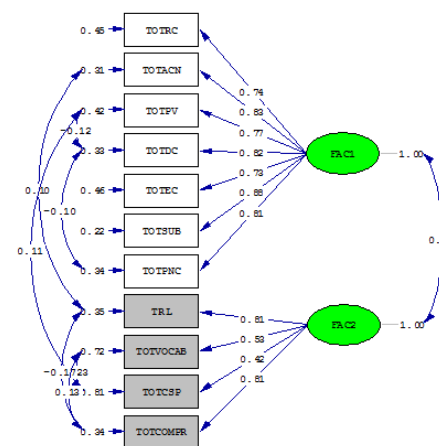 0.45 TOTRC
0.31 TOTACN
0.42 TOTPV
-0.12
0.33 TOTDC
0.46 TOTEC
0.22 TOTSUB
0.34 TOTPNC
0.35 TRL
0.72 TOTVOCAB
0.81 TOTCSP
0.34 TOTCOMPR
-0.10
0.11
0.13
0.74
0.83
0.77
0.82
0.73
0.88
0.81
FAC1 1.00
0.81
0.53
0.42
0.81
FAC2 1.00